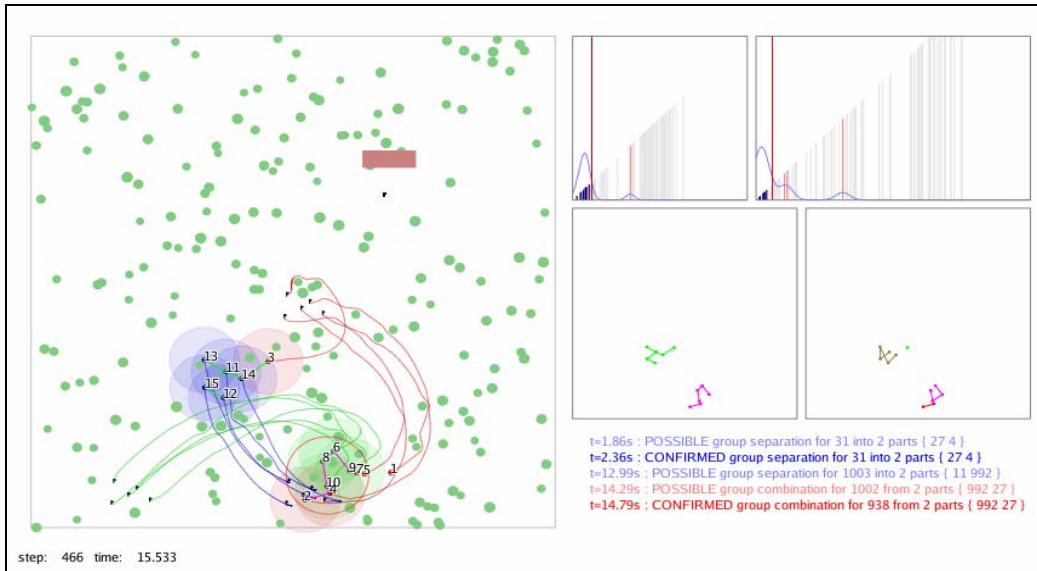 13
11
3
14
15
12
6
8
9
7
5
1
10
4
2
t=1.86s : POSSIBLE group separation for 31 into 2 parts { 27 4 }
t=2.36s : CONFIRMED group separation for 31 into 2 parts { 27 4 }
t=12.99s : POSSIBLE group separation for 1003 into 2 parts { 11 992 }
t=14.29s : POSSIBLE group combination for 1002 from 2 parts { 992 27 }
t=14.79s : CONFIRMED group combination for 938 from 2 parts { 992 27 }
step: 466 time: 15.533